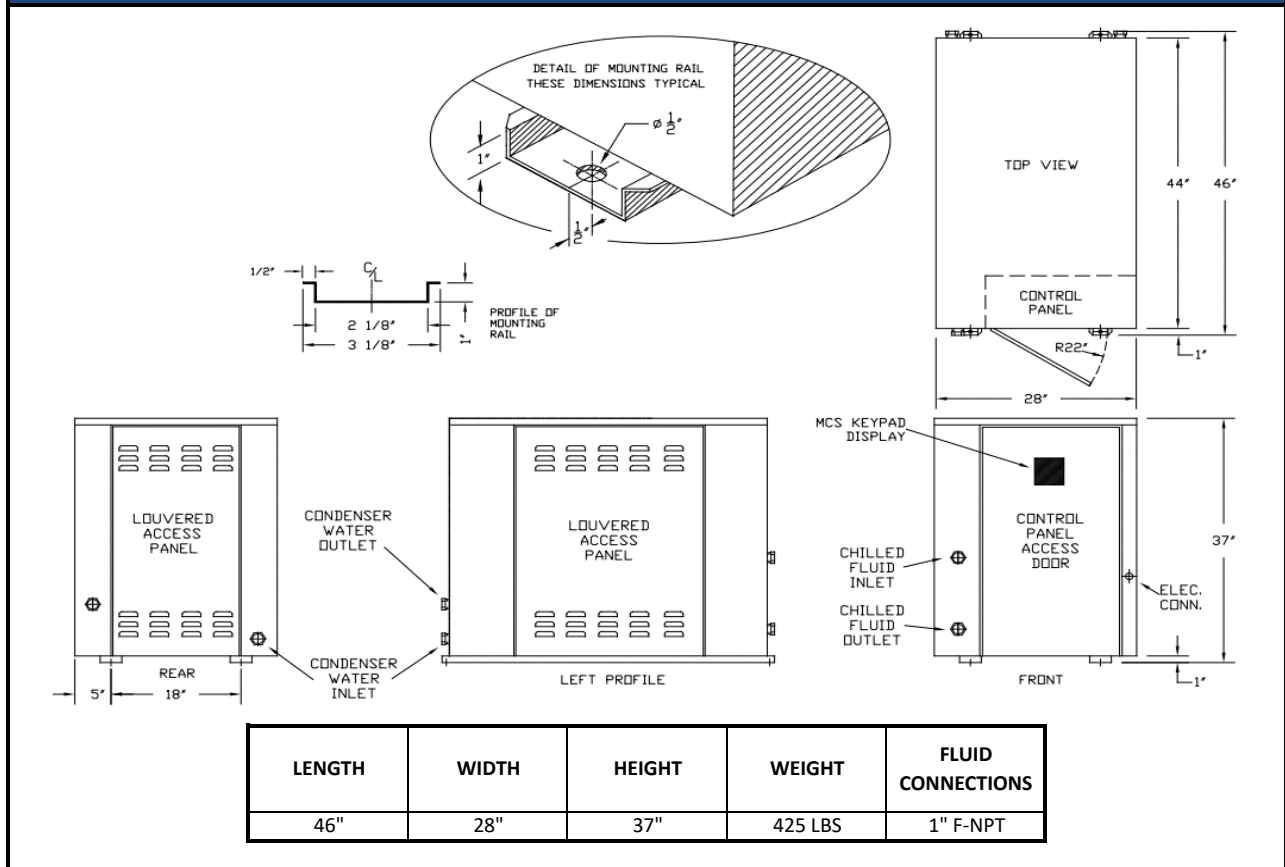 DETAIL OF MOUNTING RAIL
THESE DIMENSIONS TYPICAL
Ø 1/2"
1"
1/2"
TOP VIEW
44"
46"
CONTROL
PANEL
R22"
1"
28"
1/2"
C/L
2 1/8"
3 1/8"
1"
PROFILE OF
MOUNTING
RAIL
LOUVERED
ACCESS
PANEL
REAR
5"
18"
CONDENSER
WATER
OUTLET
CONDENSER
WATER
INLET
LOUVERED
ACCESS
PANEL
LEFT PROFILE
MCS KEYPAD
DISPLAY
CHILLED
FLUID
INLET
CHILLED
FLUID
OUTLET
CONTROL
PANEL
ACCESS
DOOR
37"
ELEC.
CONN.
FRONT
1"
LENGTH
WIDTH
HEIGHT
WEIGHT
FLUID
CONNECTIONS
46"
28"
37"
425 LBS
1" F-NPT